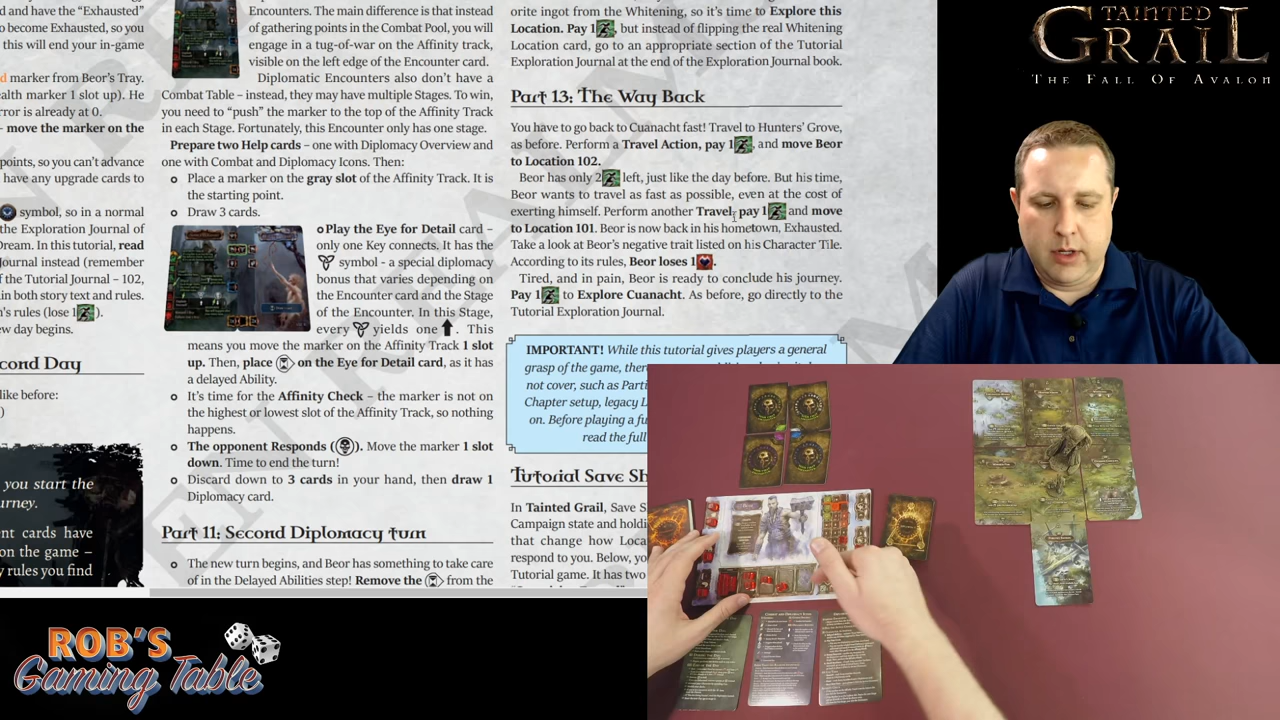 and have the "Exhausted"
o become Exhausted, so you
this will end your in-game
d marker from Beor's Tray.
ealth marker 1 slot up). He
rror is already at 0.
– move the marker on the
points, so you can't advance
have any upgrade cards to
symbol, so in a normal
the Exploration Journal
Dream. In this tutorial, read
Journal instead (remember
of the Tutorial Journal – 102,
in both story text and rules.
n's rules (lose 1 ).
ew day begins.
cond Day
like before:
you start the
urney.
ent cards have
on the game –
y rules you find
Encounters. The main difference is that instead
of gathering points in the Combat Pool, you will
engage in a tug-of-war on the Affinity track,
visible on the left edge of the Encounter card.
Diplomatic Encounters also don't have a
Combat Table – instead, they may have multiple Stages. To win,
you need to "push" the marker to the top of the Affinity Track
in each Stage. Fortunately, this Encounter only has one stage.
Prepare two Help cards – one with Diplomacy Overview and
one with Combat and Diplomacy Icons. Then:
Place a marker on the gray slot of the Affinity Track. It is
the starting point.
Draw 3 cards.
Play the Eye for Detail card –
only one Key connects. It has the
symbol - a special diplomacy
bonus that varies depending on
the Encounter card and the Stage
of the Encounter. In this Stage,
every yields one . This
means you move the marker on the Affinity Track 1 slot
up. Then, place on the Eye for Detail card, as it has
a delayed Ability.
It's time for the Affinity Check – the marker is not on
the highest or lowest slot of the Affinity Track, so nothing
happens.
The opponent Responds ( ). Move the marker 1 slot
down. Time to end the turn!
Discard down to 3 cards in your hand, then draw 1
Diplomacy card.
Part 11: Second Diplomacy turn
The new turn begins, and Beor has something to take care
of in the Delayed Abilities step! Remove the from the
orite ingot from the Whitening, so it's time to Explore this
Location. Pay 1 , but instead of flipping the real Whitening
Location card, go to an appropriate section of the Tutorial
Exploration Journal at the end of the Exploration Journal book.
Part 13: The Way Back
You have to go back to Cuanacht fast! Travel to Hunters' Grove,
as before. Perform a Travel Action, pay 1 , and move Beor
to Location 102.
Beor has only 2 left, just like the day before. But his time,
Beor wants to travel as fast as possible, even at the cost of
exerting himself. Perform another Travel, pay 1 and move
to Location 101. Beor is now back in his hometown, Exhausted.
Take a look at Beor's negative trait listed on his Character Tile.
According to its rules, Beor loses 1 .
Tired, and in pain, Beor is ready to conclude his journey.
Pay 1 to Explore Cuanacht. As before, go directly to the
Tutorial Exploration Journal.
IMPORTANT! While this tutorial gives players a general
grasp of the game, ther
not cover, such as Parti
Chapter setup, legacy L
on. Before playing a fu
read the full
Tutorial Save Sh
In Tainted Grail, Save S
Campaign state and holdi
that change how Loca
respond to you. Below, yo
Tutorial game. It has two
TAINTED
GRAIL
THE FALL OF AVALON
ROB'S
Gaming Table